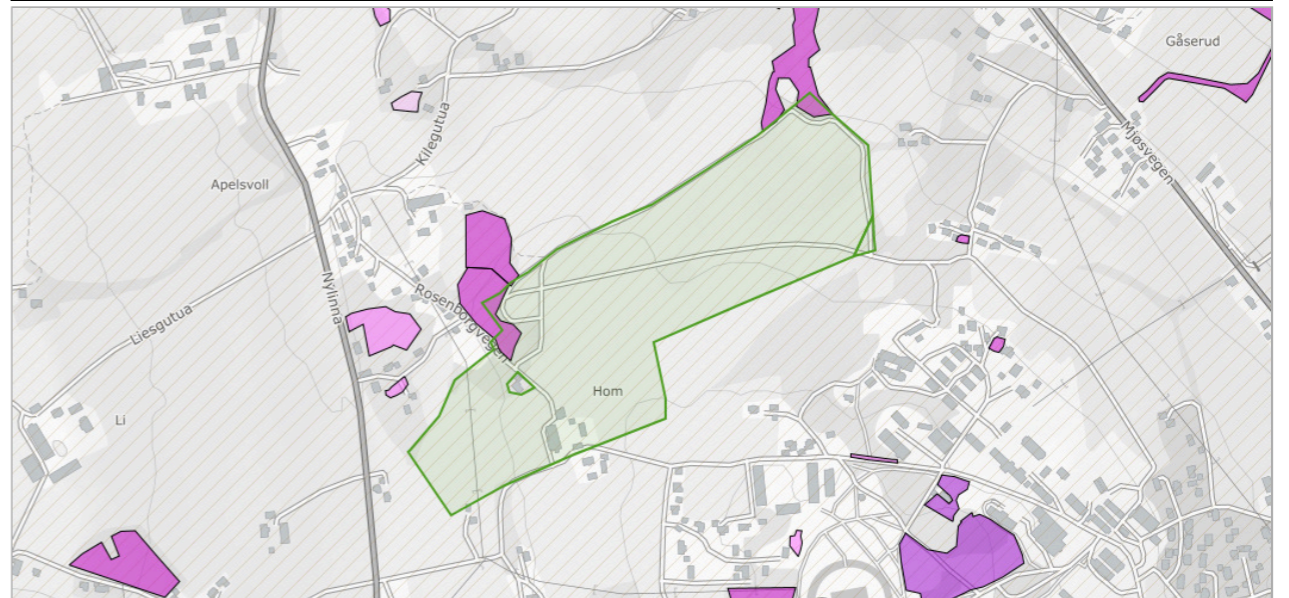 Gåserud
Mjøsvegen
Kilegutua
Apelsvoll
Nylinna
Rosenborgvegen
Liesgutua
Hom
Li